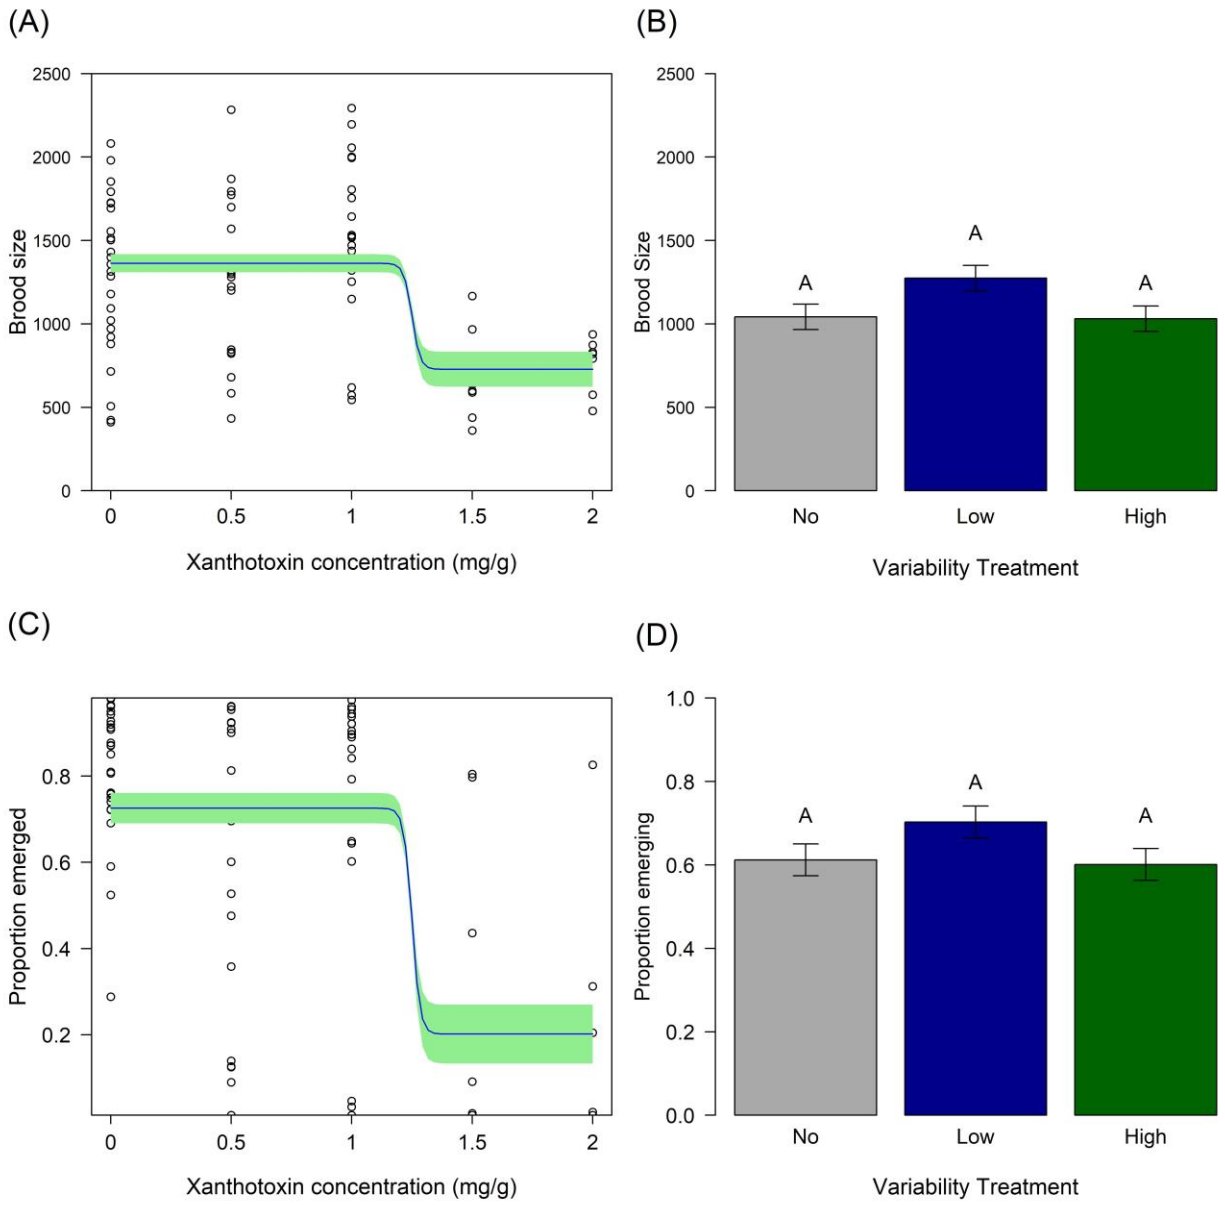 (A)
2500
2000
1500
1000
500
0
Brood size
0 0.5 1 1.5 2
Xanthotoxin concentration (mg/g)
(B)
2500
2000
1500
1000
500
0
Brood Size
A A A
No Low High
Variability Treatment
(C)
0.8
0.6
0.4
0.2
Proportion emerged
0 0.5 1 1.5 2
Xanthotoxin concentration (mg/g)
(D)
1.0
0.8
0.6
0.4
0.2
0.0
Proportion emerging
A A A
No Low High
Variability Treatment